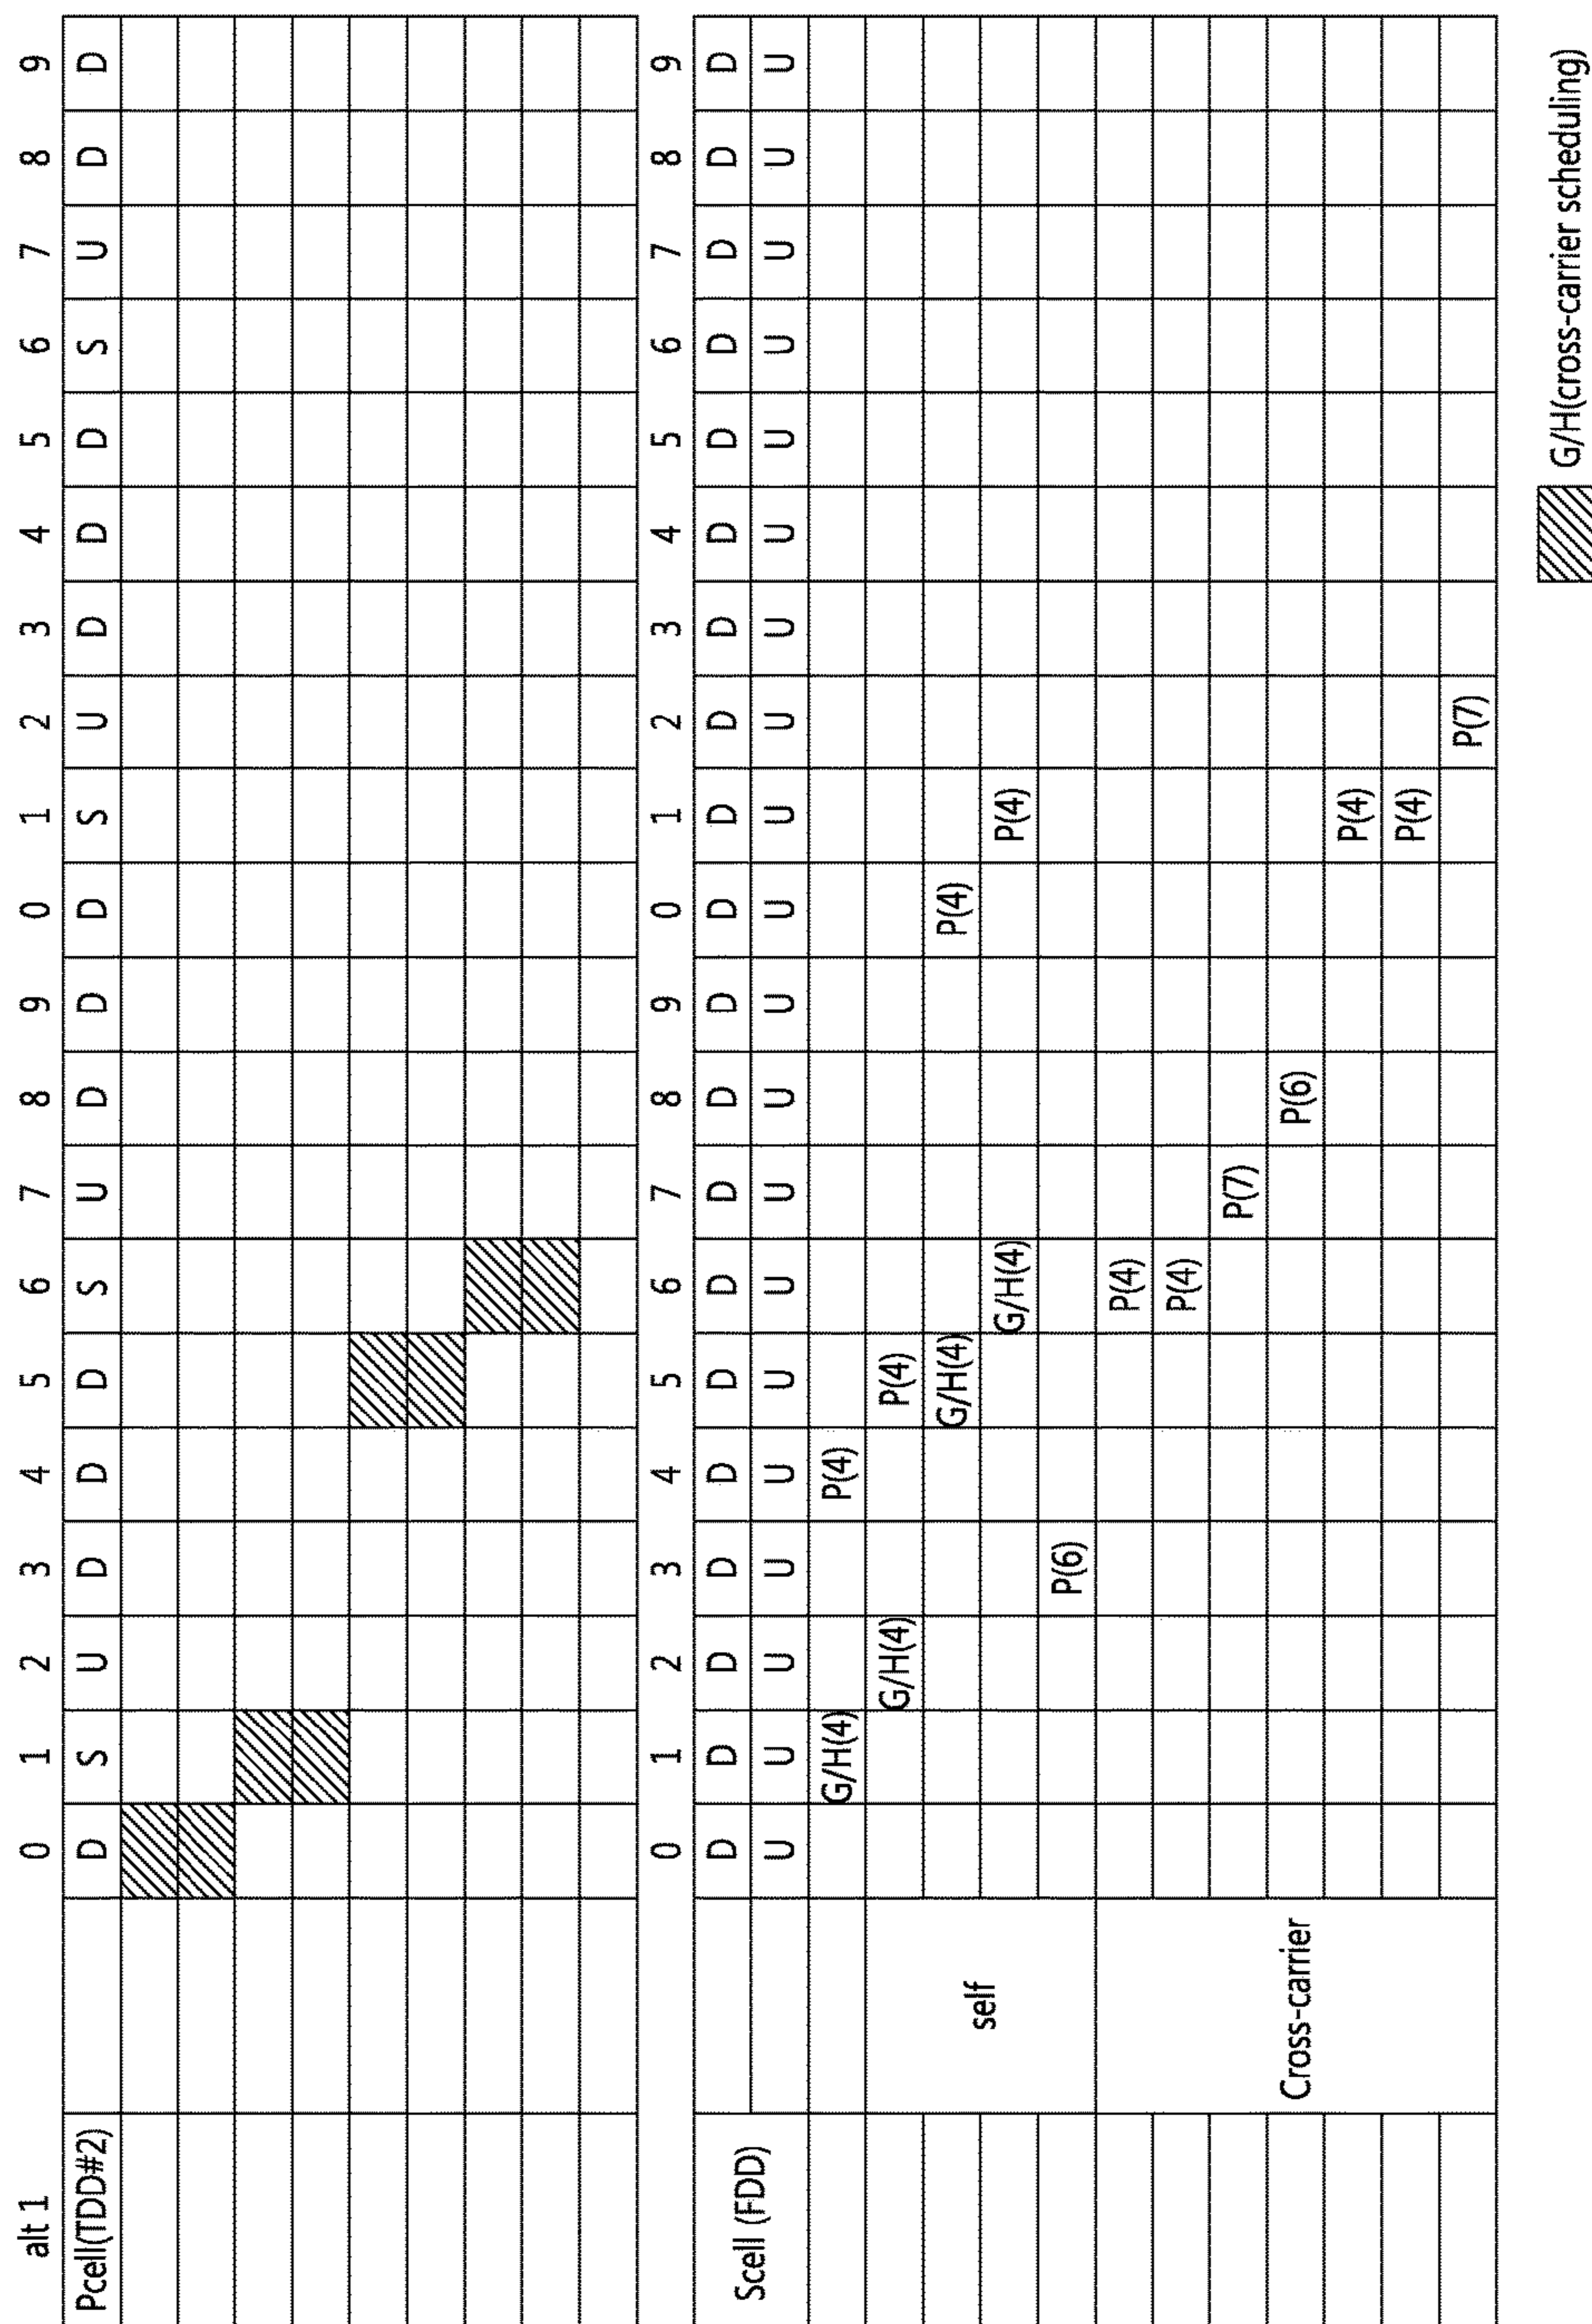 alt 1 0 1 2 3 4 5 6 7 8 9 0 1 2 3 4 5 6 7 8 9
Pcell(TDD#2) D S U D D D S U D D D S U D D D S U D D
0 1 2 3 4 5 6 7 8 9 0 1 2 3 4 5 6 7 8 9
Scell (FDD) D D D D D D D D D D D D D D D D D D D D
U U U U U U U U U U U U U U U U U U U U
G/H(4) P(4)
G/H(4) P(4)
G/H(4) P(4)
self G/H(4) P(4)
P(6)
P(4)
P(4)
P(7)
Cross-carrier P(6)
P(4)
P(4)
P(7)
G/H(cross-carrier scheduling)